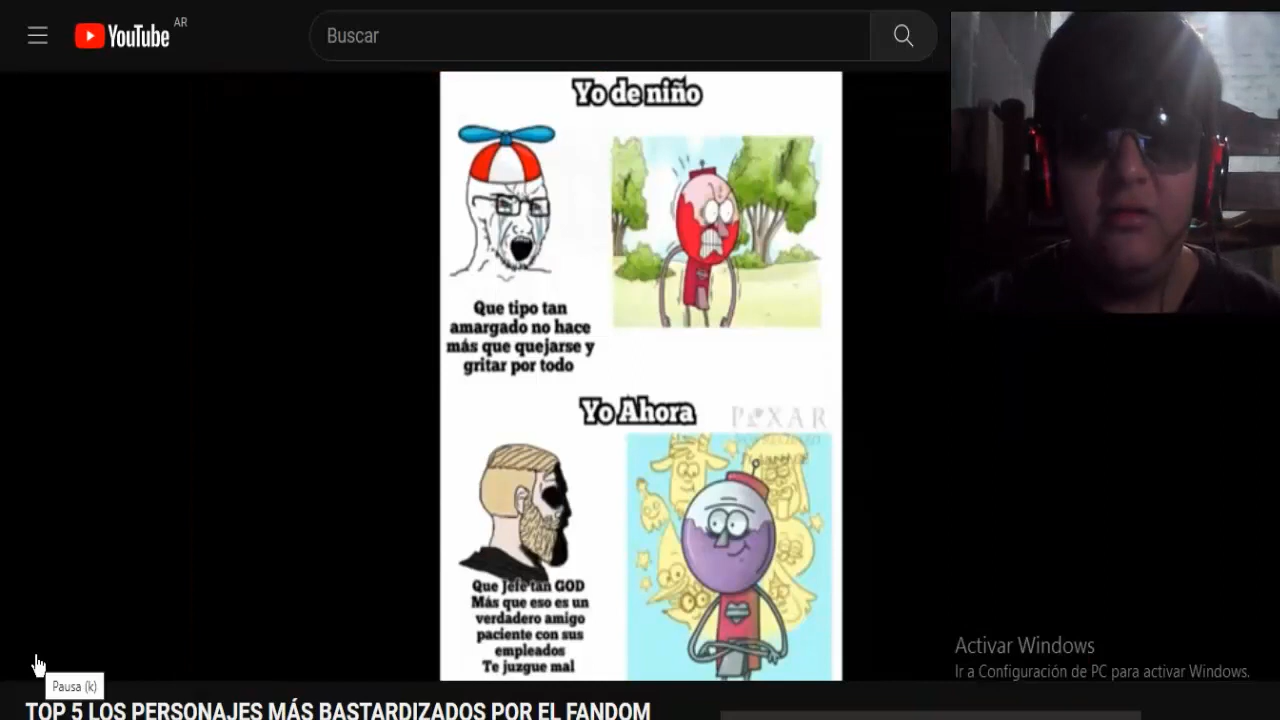 YouTube AR
Buscar
Yo de niño
Que tipo tan
amargado no hace
más que quejarse y
gritar por todo
Yo Ahora
PIXAR
Que Jefe tan GOD
Más que eso es un
verdadero amigo
paciente con sus
empleados
Te juzgue mal
Activar Windows
Ir a Configuración de PC para activar Windows.
Pausa (k)
TOP 5 LOS PERSONAJES MÁS BASTARDIZADOS POR EL FANDOM